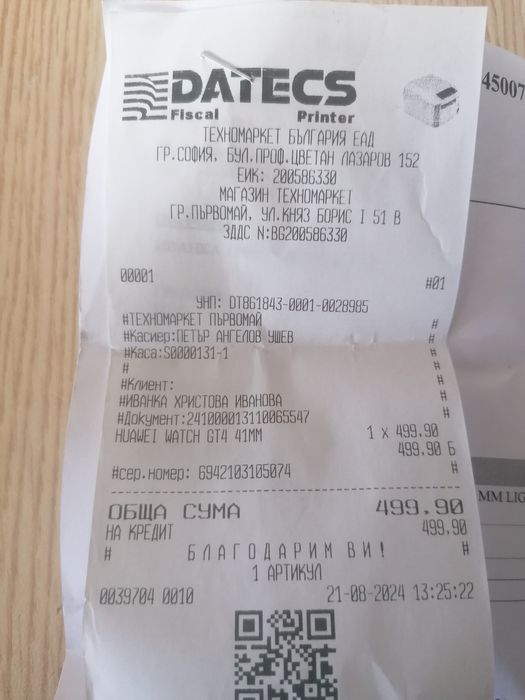 DATECS
Fiscal Printer
ТЕХНОМАРКЕТ БЪЛГАРИЯ ЕАД
ГР.СОФИЯ, БУЛ.ПРОФ.ЦВЕТАН ЛАЗАРОВ 152
ЕИК: 200586330
МАГАЗИН ТЕХНОМАРКЕТ
ГР.ПЪРВОМАЙ, УЛ.КНЯЗ БОРИС I 51 В
ЗДДС N:BG200586330
00001 #01
УНП: DT861843-0001-0028985
#ТЕХНОМАРКЕТ ПЪРВОМАЙ #
#Касиер:ПЕТЪР АНГЕЛОВ УШЕВ #
#Каса:S0000131-1 #
# #
#Клиент: #
#ИВАНКА ХРИСТОВА ИВАНОВА #
#Документ:241000013110065547 #
HUAWEI WATCH GT4 41MM 1 x 499.90
499.90 Б
#сер.номер: 6942103105074 #
ОБЩА СУМА 499.90
НА КРЕДИТ 499.90
# БЛАГОДАРИМ ВИ! #
1 АРТИКУЛ
0039704 0010 21-08-2024 13:25:22
45007
MM LIG